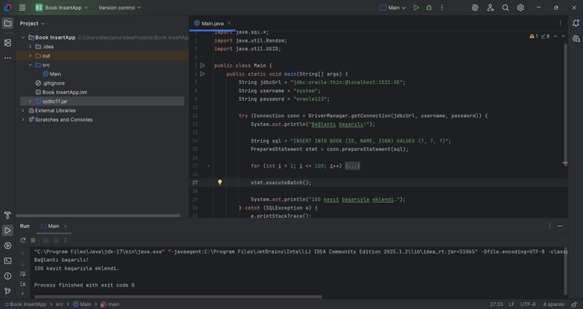 Book InsertApp
Version control
Main
Project
Main.java
Book InsertApp
.idea
out
src
Main
.gitignore
Book InsertApp.iml
ojdbc11.jar
External Libraries
Scratches and Consoles
import java.sql.*;
import java.util.Random;
import java.util.UUID;
public class Main {
public static void main(String[] args) {
String jdbcUrl = "jdbc:oracle:thin:@localhost:1521:XE";
String username = "system";
String password = "oracle123";
try (Connection conn = DriverManager.getConnection(jdbcUrl, username, password)) {
System.out.println("Bağlantı başarılı!");
String sql = "INSERT INTO BOOK (ID, NAME, ISBN) VALUES (?, ?, ?)";
PreparedStatement stmt = conn.prepareStatement(sql);
for (int i = 1; i <= 100; i++) {...}
27
stmt.executeBatch();
System.out.println("100 kayıt başarıyla eklendi.");
} catch (SQLException e) {
e.printStackTrace();
Run
Main
"C:\Program Files\Java\jdk-17\bin\java.exe" "-javaagent:C:\Program Files\JetBrains\IntelliJ IDEA Community Edition 2025.1.2\lib\idea_rt.jar=51065" -Dfile.encoding=UTF-8
Bağlantı başarılı!
100 kayıt başarıyla eklendi.
Process finished with exit code 0
Book InsertApp > src > Main > main
27:33 LF UTF-8 4 spaces